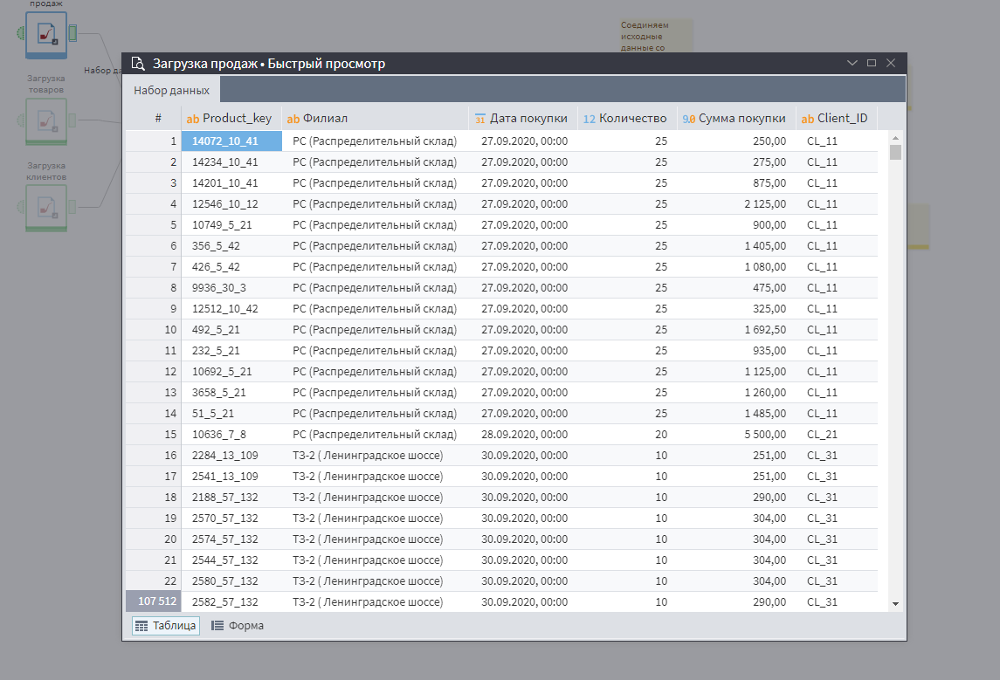 продаж
Соединяем
исходные
данные со
Загрузка продаж • Быстрый просмотр
Набор да
Набор данных
Загрузка
товаров
Загрузка
клиентов
# ab Product_key ab Филиал 31 Дата покупки 12 Количество 9.0 Сумма покупки ab Client_ID
1 14072_10_41 РС (Распределительный склад) 27.09.2020, 00:00 25 250,00 CL_11
2 14234_10_41 РС (Распределительный склад) 27.09.2020, 00:00 25 275,00 CL_11
3 14201_10_41 РС (Распределительный склад) 27.09.2020, 00:00 25 875,00 CL_11
4 12546_10_12 РС (Распределительный склад) 27.09.2020, 00:00 25 2 125,00 CL_11
5 10749_5_21 РС (Распределительный склад) 27.09.2020, 00:00 25 900,00 CL_11
6 356_5_42 РС (Распределительный склад) 27.09.2020, 00:00 25 1 405,00 CL_11
7 426_5_42 РС (Распределительный склад) 27.09.2020, 00:00 25 1 080,00 CL_11
8 9936_30_3 РС (Распределительный склад) 27.09.2020, 00:00 25 475,00 CL_11
9 12512_10_42 РС (Распределительный склад) 27.09.2020, 00:00 25 325,00 CL_11
10 492_5_21 РС (Распределительный склад) 27.09.2020, 00:00 25 1 692,50 CL_11
11 232_5_21 РС (Распределительный склад) 27.09.2020, 00:00 25 935,00 CL_11
12 10692_5_21 РС (Распределительный склад) 27.09.2020, 00:00 25 1 125,00 CL_11
13 3658_5_21 РС (Распределительный склад) 27.09.2020, 00:00 25 1 260,00 CL_11
14 51_5_21 РС (Распределительный склад) 27.09.2020, 00:00 25 1 485,00 CL_11
15 10636_7_8 РС (Распределительный склад) 28.09.2020, 00:00 20 5 500,00 CL_21
16 2284_13_109 ТЗ-2 ( Ленинградское шоссе) 30.09.2020, 00:00 10 251,00 CL_31
17 2541_13_109 ТЗ-2 ( Ленинградское шоссе) 30.09.2020, 00:00 10 251,00 CL_31
18 2188_57_132 ТЗ-2 ( Ленинградское шоссе) 30.09.2020, 00:00 10 290,00 CL_31
19 2570_57_132 ТЗ-2 ( Ленинградское шоссе) 30.09.2020, 00:00 10 304,00 CL_31
20 2574_57_132 ТЗ-2 ( Ленинградское шоссе) 30.09.2020, 00:00 10 304,00 CL_31
21 2544_57_132 ТЗ-2 ( Ленинградское шоссе) 30.09.2020, 00:00 10 304,00 CL_31
22 2580_57_132 ТЗ-2 ( Ленинградское шоссе) 30.09.2020, 00:00 10 304,00 CL_31
107 512 2582_57_132 ТЗ-2 ( Ленинградское шоссе) 30.09.2020, 00:00 10 290,00 CL_31
Таблица Форма